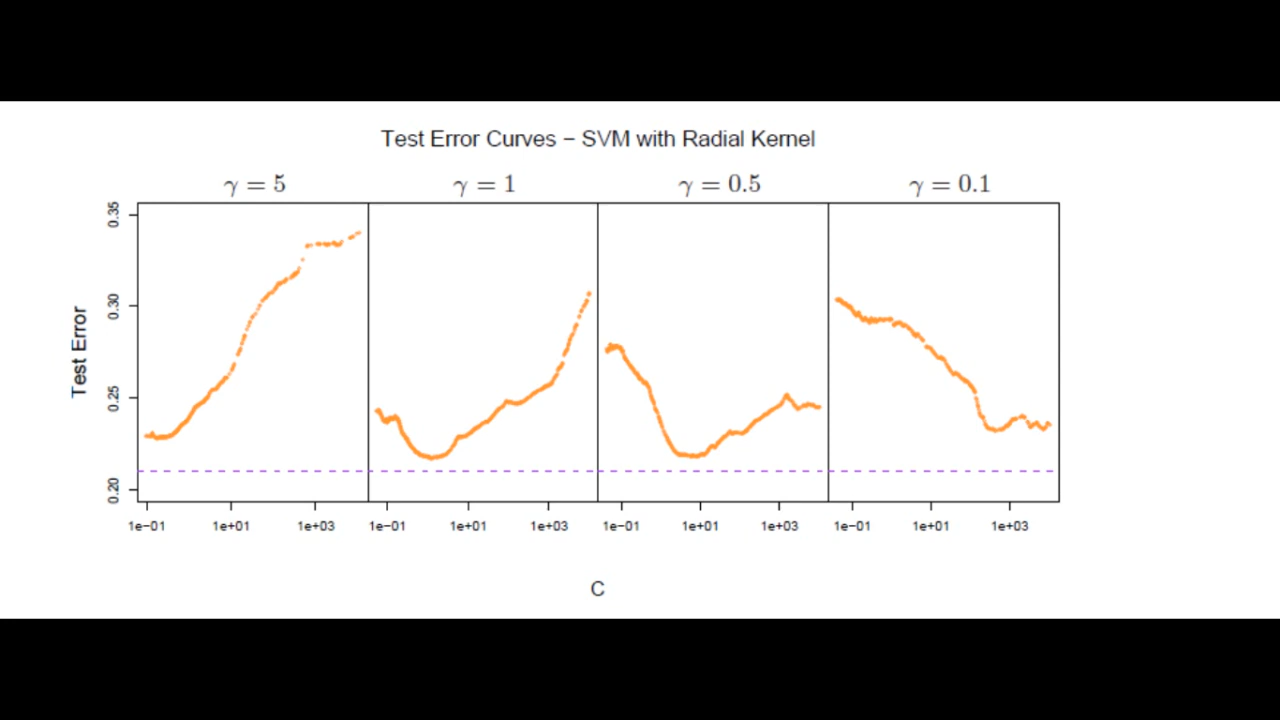 Test Error Curves − SVM with Radial Kernel
γ = 5 γ = 1 γ = 0.5 γ = 0.1
Test Error
0.35
0.30
0.25
0.20
1e−01 1e+01 1e+03 1e−01 1e+01 1e+03 1e−01 1e+01 1e+03 1e−01 1e+01 1e+03
C